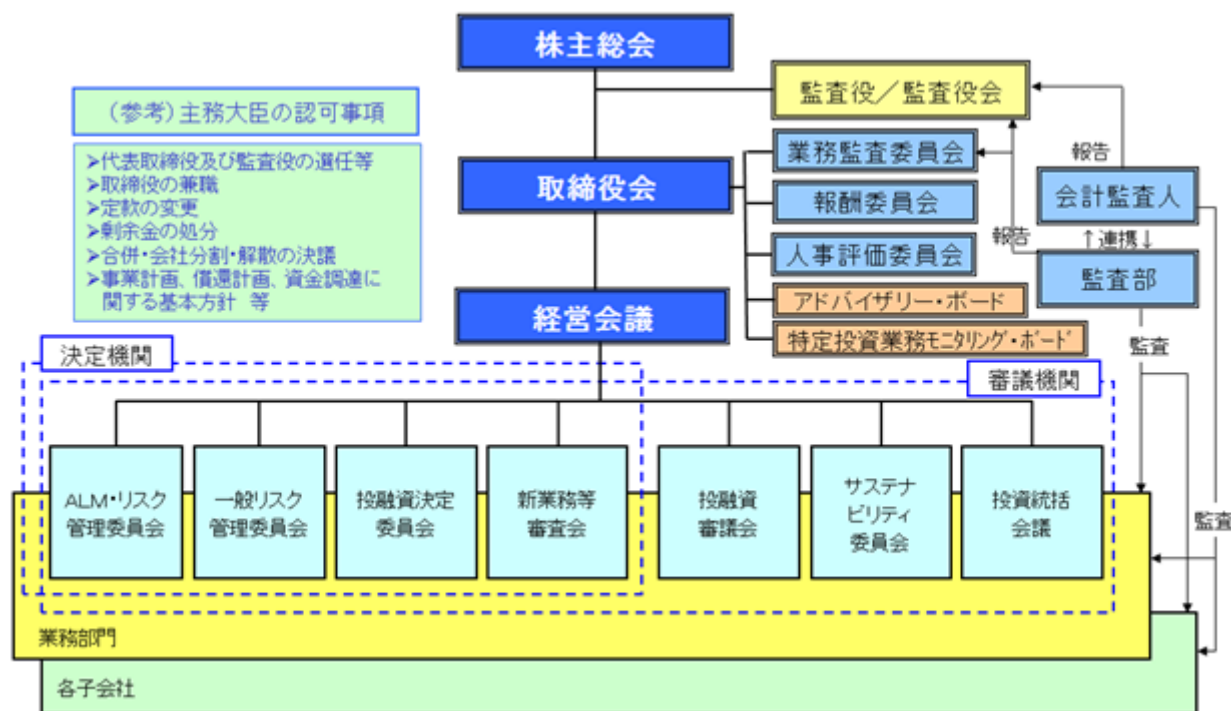 株主総会
監査役／監査役会
(参考)主務大臣の認可事項
➢代表取締役及び監査役の選任等
➢取締役の兼職
➢定款の変更
➢剰余金の処分
➢合併・会社分割・解散の決議
➢事業計画、償還計画、資金調達に
関する基本方針 等
取締役会
業務監査委員会
報酬委員会
人事評価委員会
アドバイザリー・ボード
特定投資業務モニタリング・ボード
報告
会計監査人
報告
↑連携↓
監査部
監査
監査
経営会議
決定機関
審議機関
ALM・リスク
管理委員会
一般リスク
管理委員会
投融資決定
委員会
新業務等
審査会
投融資
審議会
サステナ
ビリティ
委員会
投資統括
会議
業務部門
各子会社